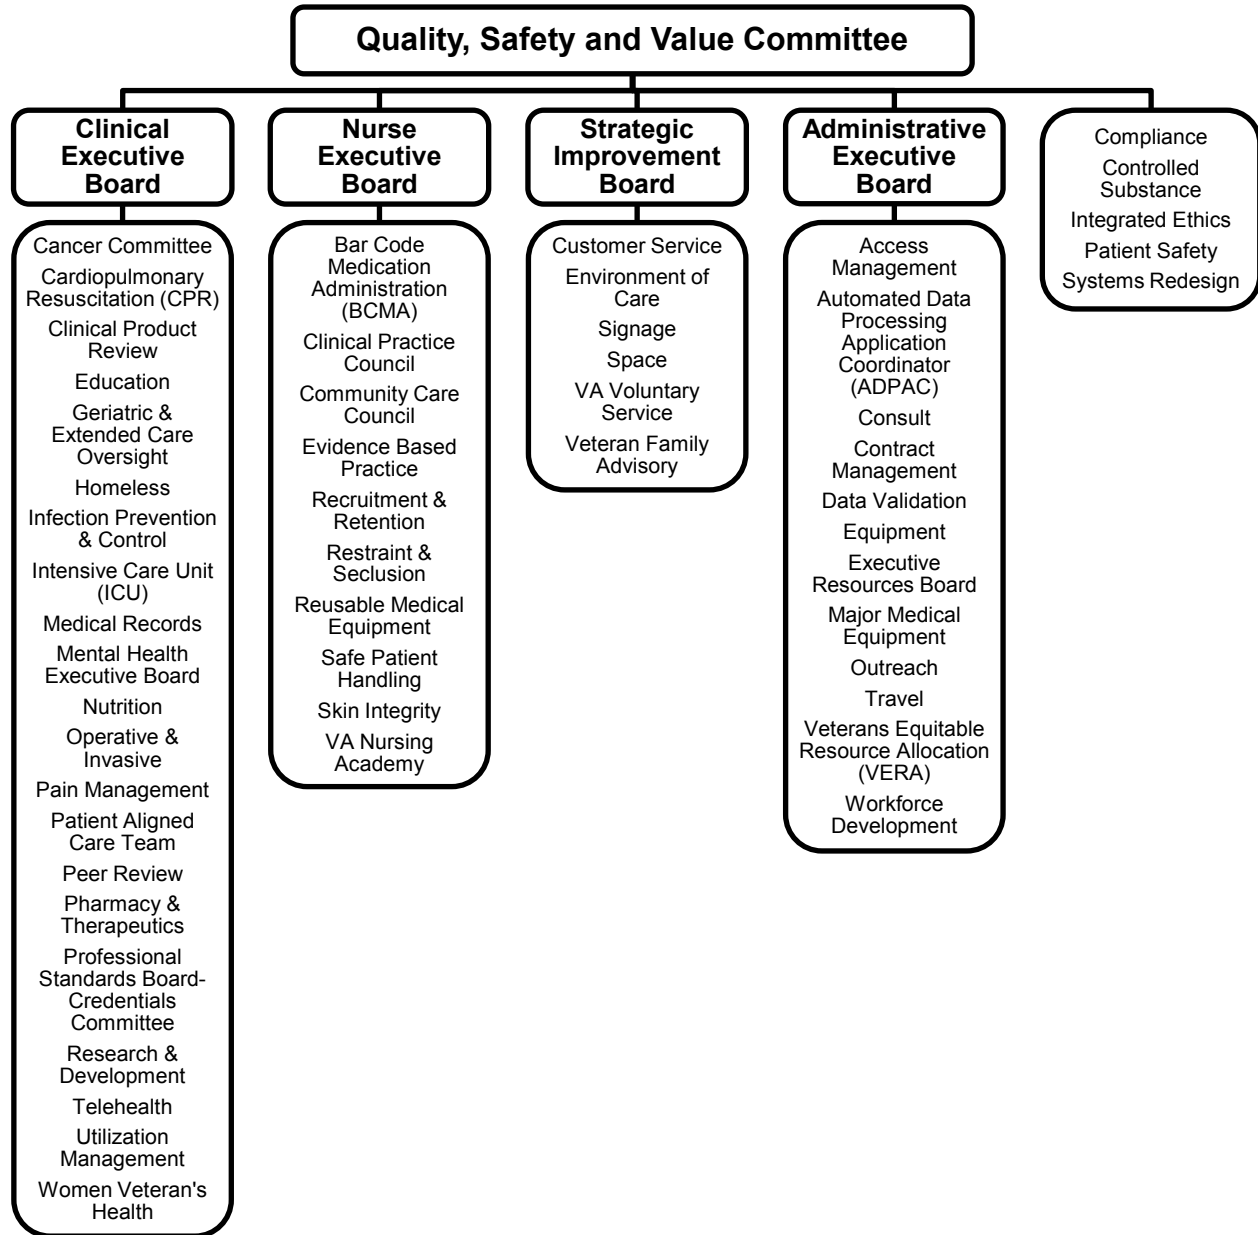 Quality, Safety and Value Committee
Clinical
Executive
Board
Cancer Committee
Cardiopulmonary
Resuscitation (CPR)
Clinical Product
Review
Education
Geriatric &
Extended Care
Oversight
Homeless
Infection Prevention
& Control
Intensive Care Unit
(ICU)
Medical Records
Mental Health
Executive Board
Nutrition
Operative &
Invasive
Pain Management
Patient Aligned
Care Team
Peer Review
Pharmacy &
Therapeutics
Professional
Standards Board-
Credentials
Committee
Research &
Development
Telehealth
Utilization
Management
Women Veteran's
Health
Nurse
Executive
Board
Bar Code
Medication
Administration
(BCMA)
Clinical Practice
Council
Community Care
Council
Evidence Based
Practice
Recruitment &
Retention
Restraint &
Seclusion
Reusable Medical
Equipment
Safe Patient
Handling
Skin Integrity
VA Nursing
Academy
Strategic
Improvement
Board
Customer Service
Environment of
Care
Signage
Space
VA Voluntary
Service
Veteran Family
Advisory
Administrative
Executive
Board
Access
Management
Automated Data
Processing
Application
Coordinator
(ADPAC)
Consult
Contract
Management
Data Validation
Equipment
Executive
Resources Board
Major Medical
Equipment
Outreach
Travel
Veterans Equitable
Resource Allocation
(VERA)
Workforce
Development
Compliance
Controlled
Substance
Integrated Ethics
Patient Safety
Systems Redesign